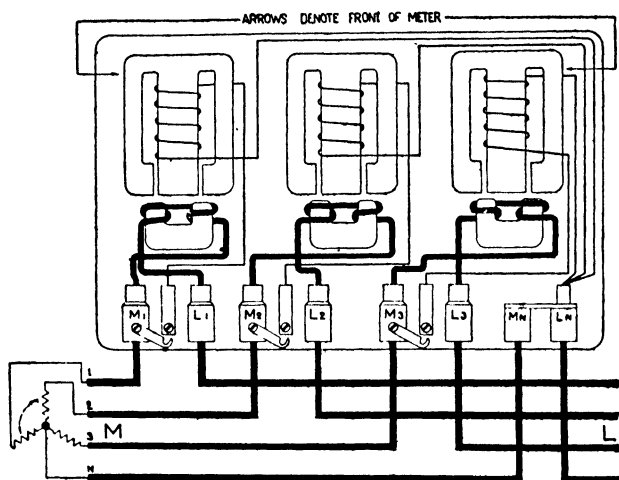 ARROWS DENOTE FRONT OF METER
M1 L1 M2 L2 M3 L3 MN LN
1
2
3 M L
N